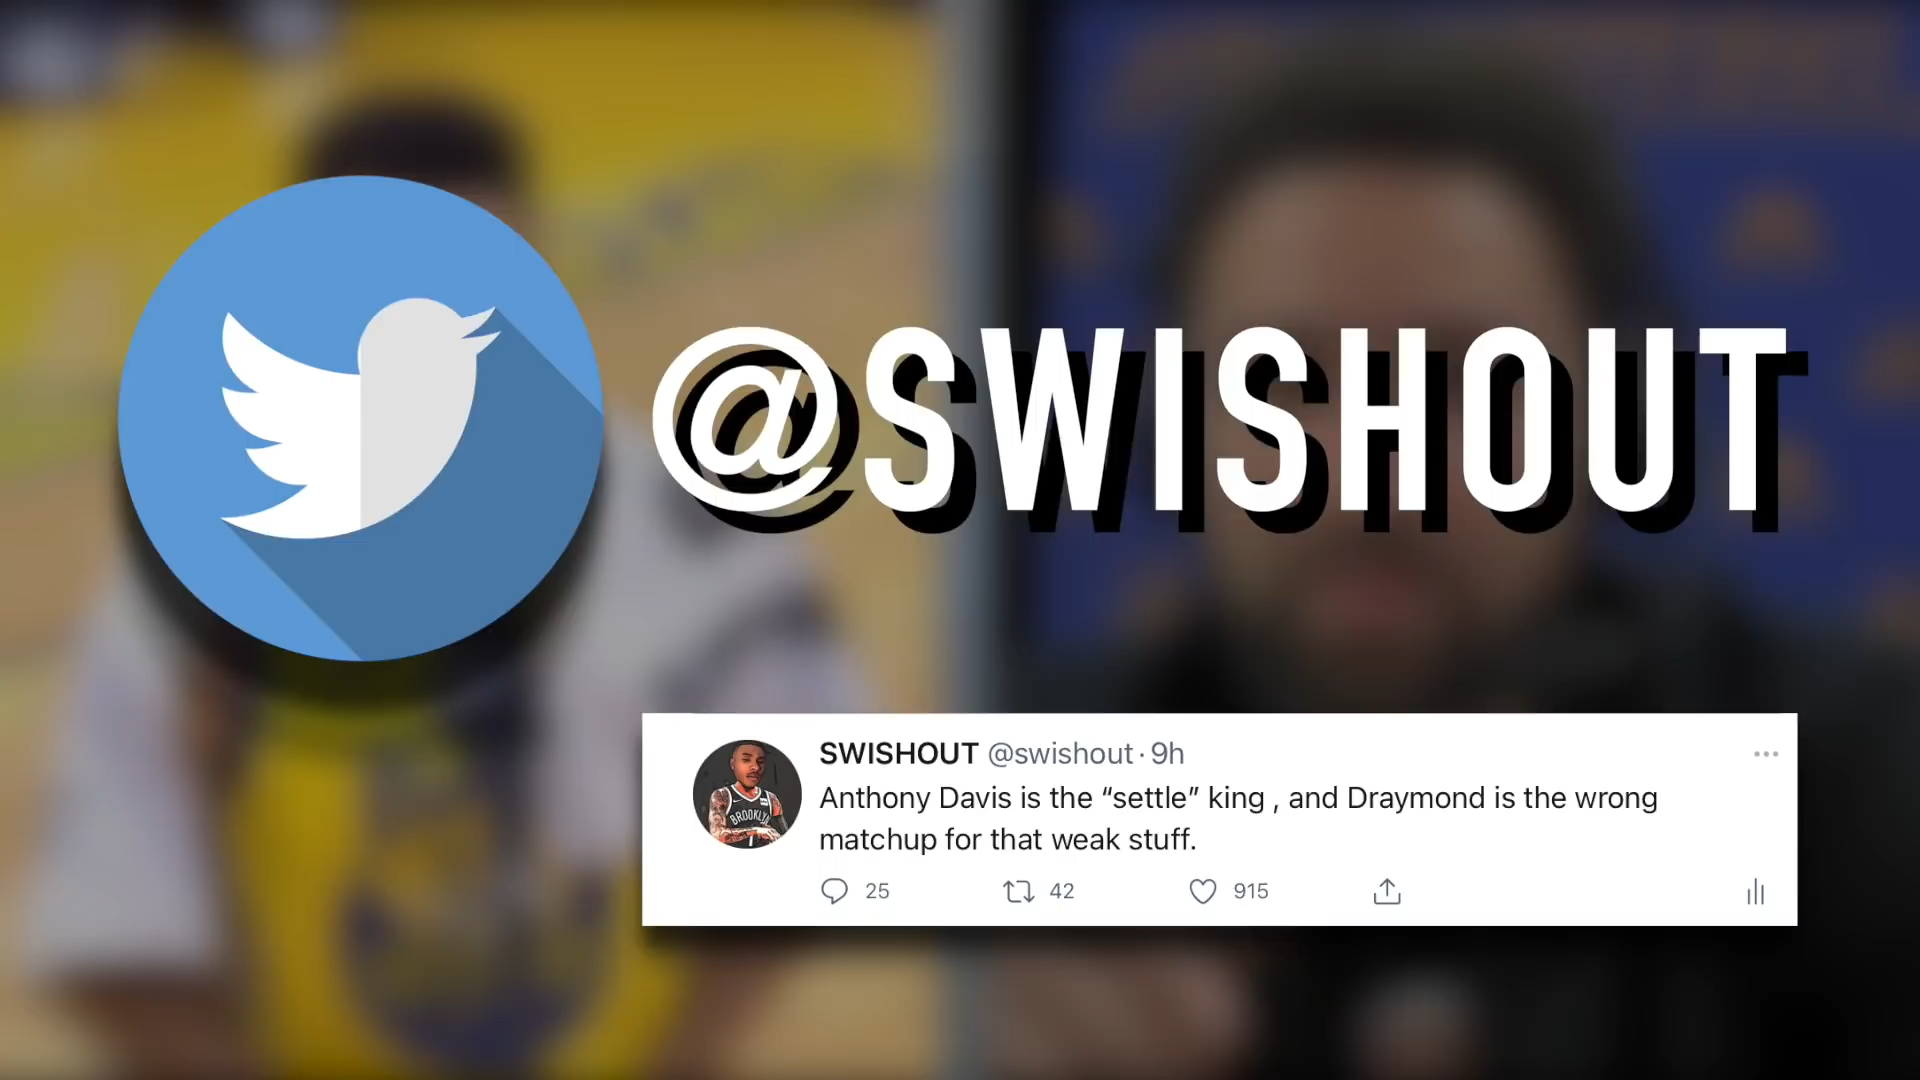 @SWISHOUT
SWISHOUT @swishout · 9h
Anthony Davis is the “settle” king , and Draymond is the wrong
matchup for that weak stuff.
25 42 915
BROOKLYN